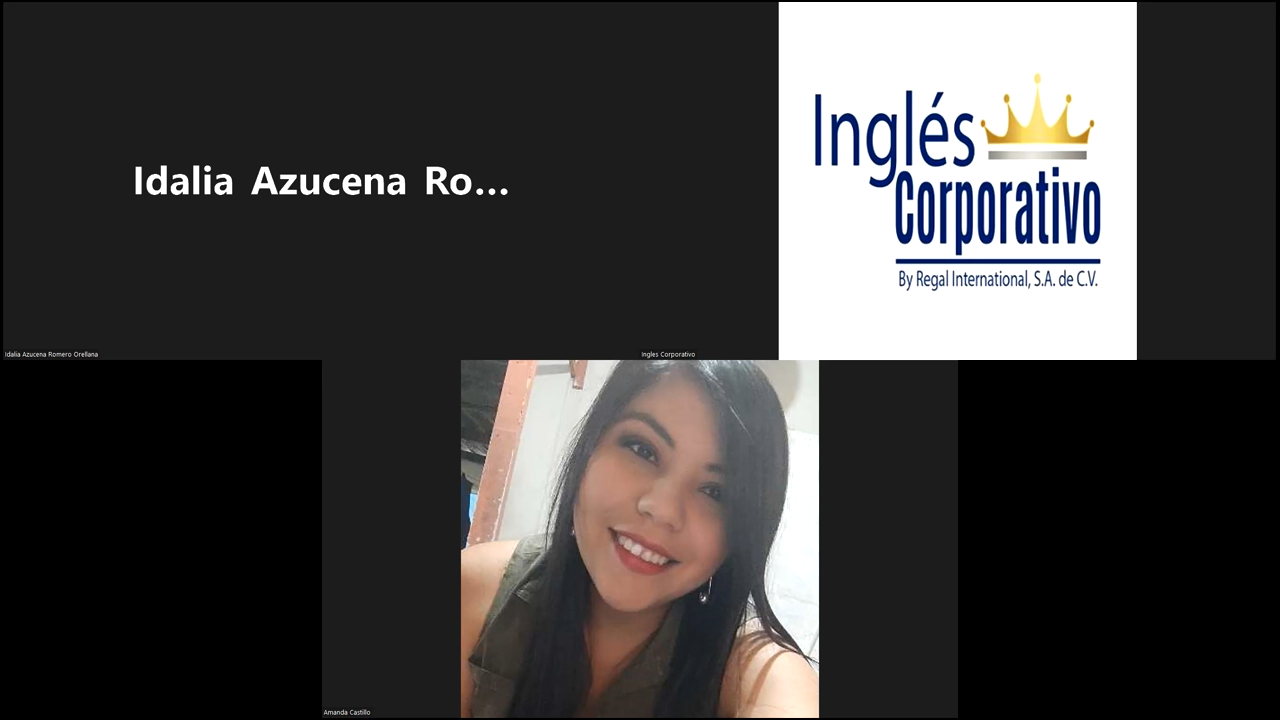 Idalia Azucena Ro...
Inglés
Corporativo
By Regal International, S.A. de C.V.
Idalia Azucena Romero Orellana
Ingles Corporativo
Amanda Castillo